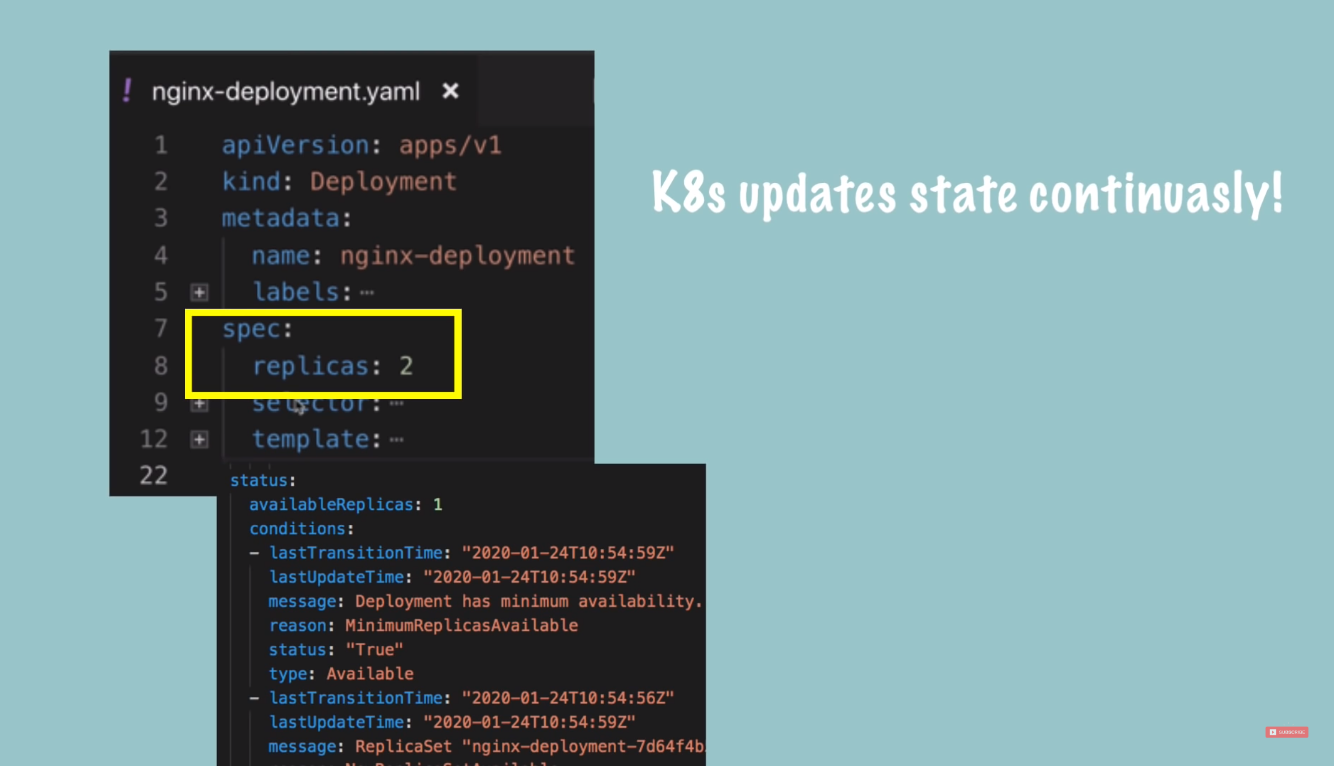 ! nginx-deployment.yaml ×
K8s updates state continuasly!
1 apiVersion: apps/v1
2 kind: Deployment
3 metadata:
4 name: nginx-deployment
5 labels: ⋯
7 spec:
8 replicas: 2
9 selector: ⋯
12 template: ⋯
22
status:
availableReplicas: 1
conditions:
- lastTransitionTime: "2020-01-24T10:54:59Z"
lastUpdateTime: "2020-01-24T10:54:59Z"
message: Deployment has minimum availability.
reason: MinimumReplicasAvailable
status: "True"
type: Available
- lastTransitionTime: "2020-01-24T10:54:56Z"
lastUpdateTime: "2020-01-24T10:54:59Z"
message: ReplicaSet "nginx-deployment-7d64f4b
SUBSCRIBE